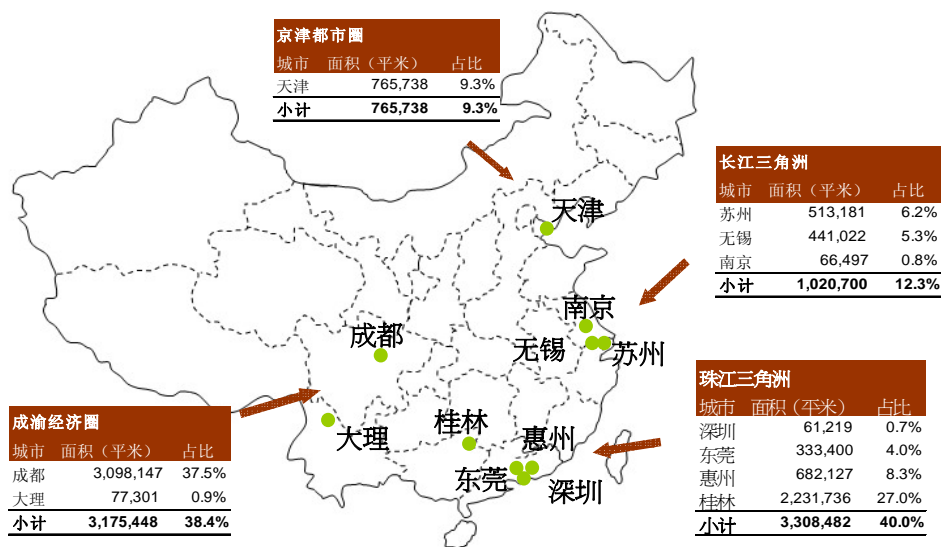 京津都市圈
城市 面积（平米） 占比
天津 765,738 9.3%
小计 765,738 9.3%
长江三角洲
城市 面积（平米） 占比
苏州 513,181 6.2%
无锡 441,022 5.3%
南京 66,497 0.8%
小计 1,020,700 12.3%
天津
南京
成都
无锡
苏州
大理
桂林
惠州
东莞
深圳
成渝经济圈
城市 面积（平米） 占比
成都 3,098,147 37.5%
大理 77,301 0.9%
小计 3,175,448 38.4%
珠江三角洲
城市 面积（平米） 占比
深圳 61,219 0.7%
东莞 333,400 4.0%
惠州 682,127 8.3%
桂林 2,231,736 27.0%
小计 3,308,482 40.0%